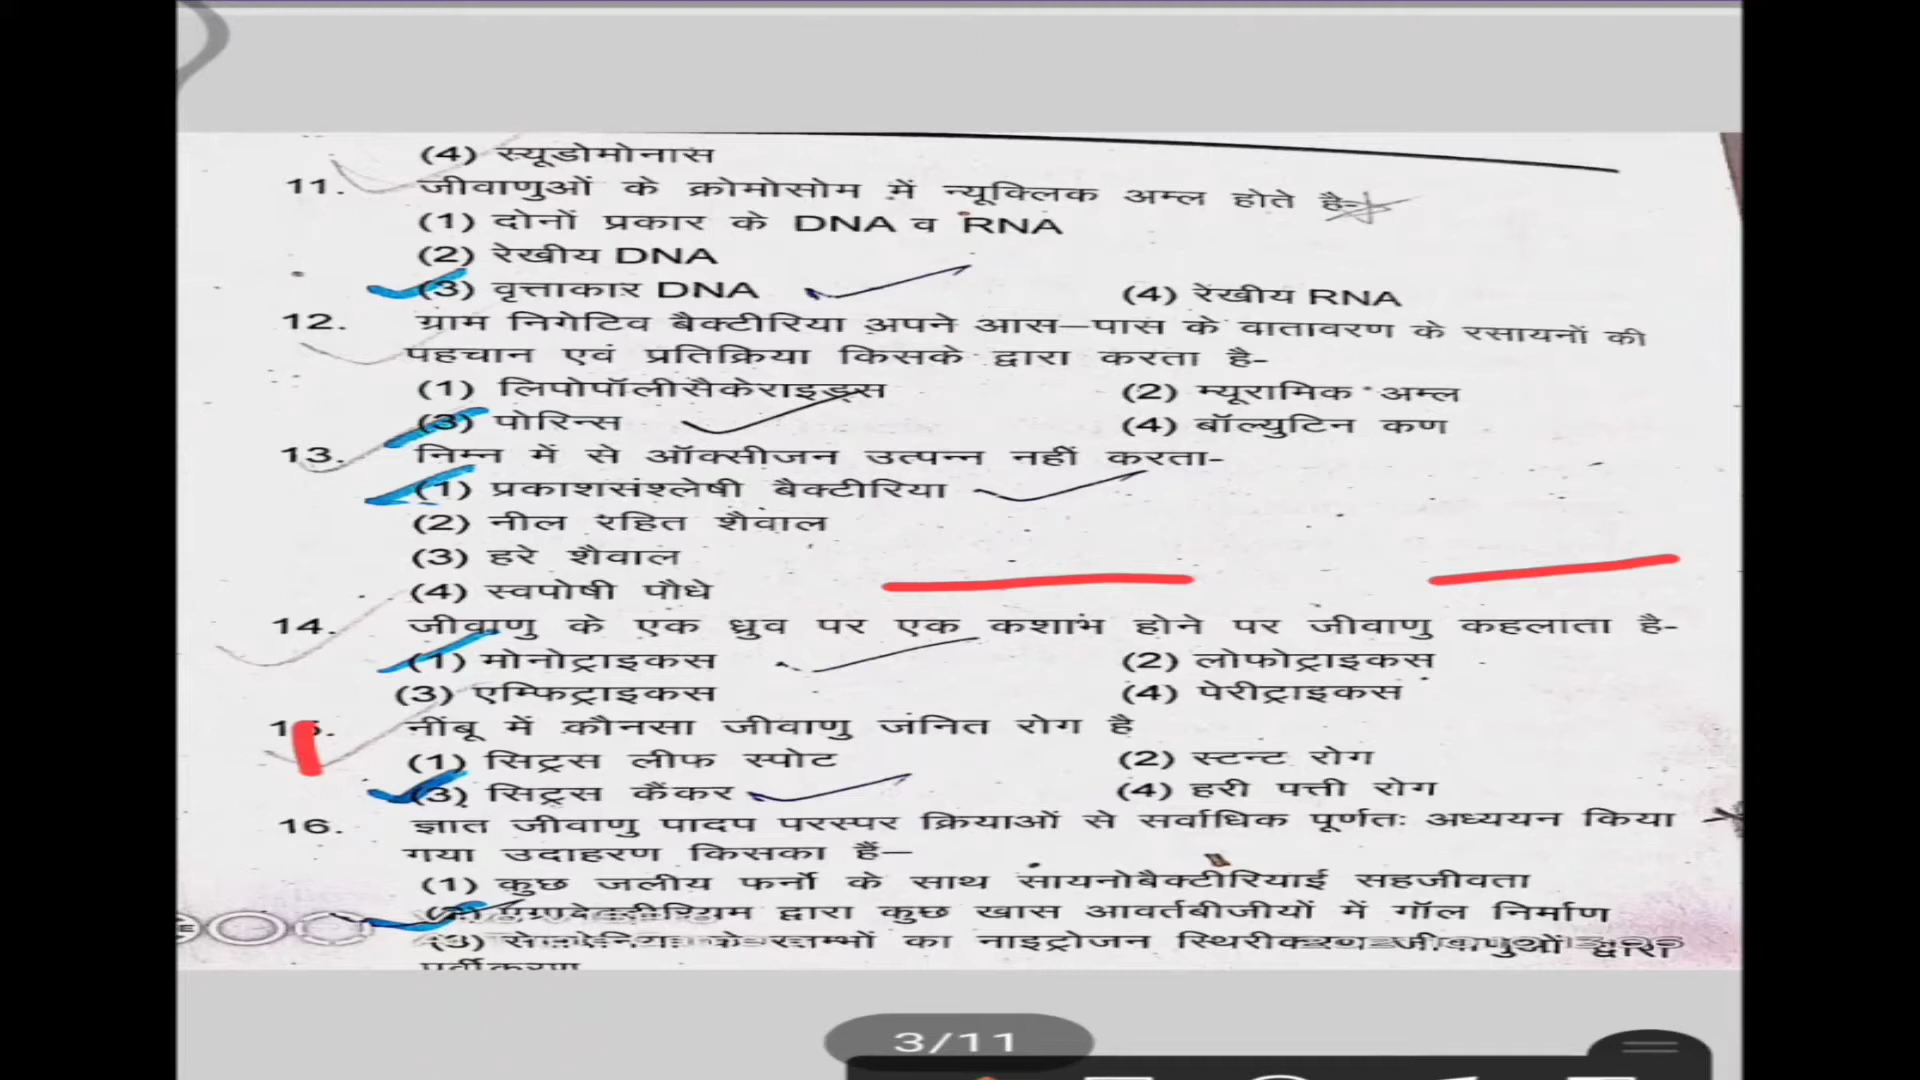 (4) स्यूडोमोनास
11. जीवाणुओं के क्रोमोसोम में न्यूक्लिक अम्ल होते है-
(1) दोनों प्रकार के DNA व RNA
(2) रेखीय DNA
(3) वृत्ताकार DNA (4) रेखीय RNA
12. ग्राम निगेटिव बैक्टीरिया अपने आस-पास के वातावरण के रसायनों की
पहचान एवं प्रतिक्रिया किसके द्वारा करता है-
(1) लिपोपॉलीसैकेराइड्स (2) म्यूरामिक अम्ल
(3) पोरिन्स (4) बॉल्युटिन कण
13. निम्न में से ऑक्सीजन उत्पन्न नहीं करता-
(1) प्रकाशसंश्लेषी बैक्टीरिया
(2) नील रहित शैवाल
(3) हरे शैवाल
(4) स्वपोषी पौधे
14. जीवाणु के एक ध्रुव पर एक कशाभ होने पर जीवाणु कहलाता है-
(1) मोनोट्राइकस (2) लोफोट्राइकस
(3) एम्फिट्राइकस (4) पेरीट्राइकस
15. नींबू में कौनसा जीवाणु जनित रोग है
(1) सिट्रस लीफ स्पोट (2) स्टन्ट रोग
(3) सिट्रस कैंकर (4) हरी पत्ती रोग
16. ज्ञात जीवाणु पादप परस्पर क्रियाओं से सर्वाधिक पूर्णतः अध्ययन किया
गया उदाहरण किसका हैं—
(1) कुछ जलीय फर्नो के साथ सायनोबैक्टीरियाई सहजीवता
(2) द्वारा कुछ खास आवर्तबीजीयों में गॉल निर्माण
(3) का नाइट्रोजन स्थिरीकरण जीवाणुओं द्वारा
3/11